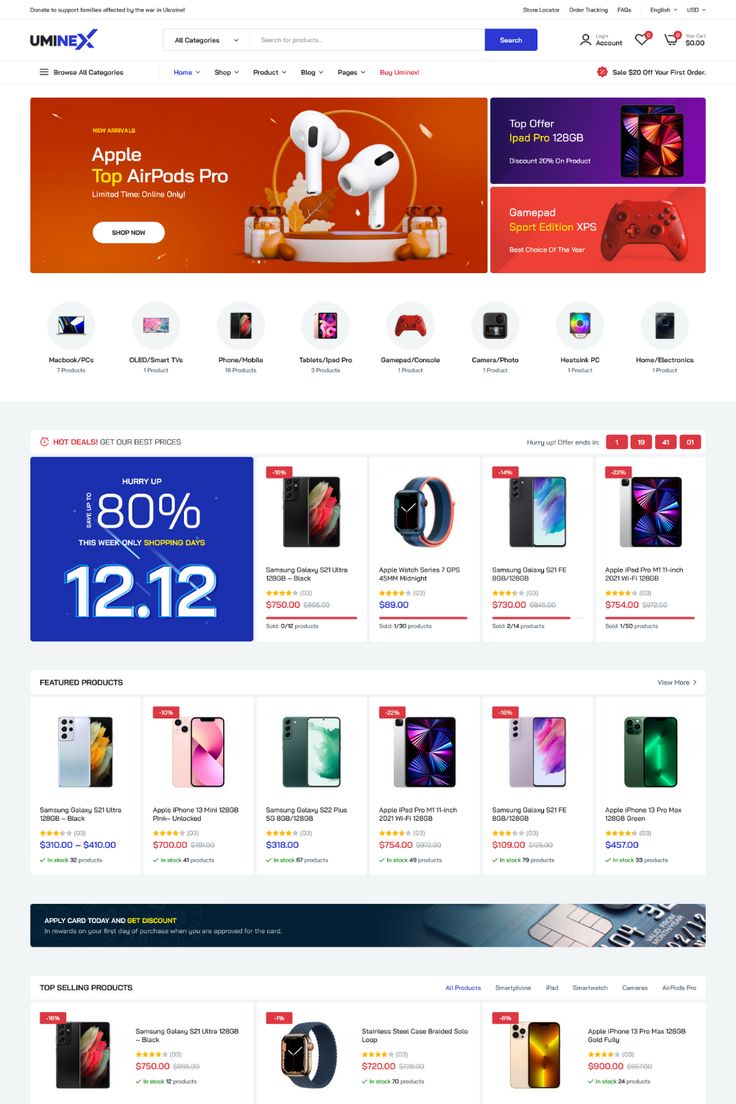 Donate to support families affected by the war in Ukraine!
Store Locator Order Tracking FAQs English USD
UMINEX
All Categories Search for products... Search
Login
Account
0
0
Your Cart
$0.00
Browse All Categories
Home Shop Product Blog Pages Buy Uminex!
Sale $20 Off Your First Order.
NEW ARRIVALS
Apple
Top AirPods Pro
Limited Time: Online Only!
SHOP NOW
Top Offer
Ipad Pro 128GB
Discount 20% On Product
Gamepad
Sport Edition XPS
Best Choice Of The Year
Macbook/PCs
7 Products
OLED/Smart TVs
1 Product
Phone/Mobile
19 Products
Tablets/Ipad Pro
3 Products
Gamepad/Console
1 Product
Camera/Photo
1 Product
Heatsink PC
1 Product
Home/Electronics
1 Product
HOT DEALS! GET OUR BEST PRICES
Hurry up! Offer ends in: 1 19 41 01
HURRY UP
SAVE UP TO
80%
THIS WEEK ONLY SHOPPING DAYS
12.12
-16%
Samsung Galaxy S21 Ultra
128GB – Black
(03)
$750.00 $895.00
Sold: 0/12 products
Apple Watch Series 7 GPS
45MM Midnight
(03)
$89.00
Sold: 1/30 products
-14%
Samsung Galaxy S21 FE
8GB/128GB
(03)
$730.00 $845.00
Sold: 2/14 products
-22%
Apple iPad Pro M1 11-inch
2021 Wi-Fi 128GB
(03)
$754.00 $972.00
Sold: 1/50 products
FEATURED PRODUCTS
View More
Samsung Galaxy S21 Ultra
128GB – Black
(03)
$310.00 – $410.00
In stock 32 products
-10%
Apple iPhone 13 Mini 128GB
Pink– Unlocked
(03)
$700.00 $781.00
In stock 41 products
Samsung Galaxy S22 Plus
5G 8GB/128GB
(03)
$318.00
In stock 67 products
-22%
Apple iPad Pro M1 11-inch
2021 Wi-Fi 128GB
(03)
$754.00 $972.00
In stock 49 products
-16%
Samsung Galaxy S21 FE
8GB/128GB
(03)
$109.00 $129.00
In stock 79 products
Apple iPhone 13 Pro Max
128GB Green
(03)
$457.00
In stock 33 products
APPLY CARD TODAY AND GET DISCOUNT
In rewards on your first day of purchase when you are approved for the card.
VALID FROM
MONTH/YEAR
TOP SELLING PRODUCTS
All Products Smartphone iPad Smartwatch Cameras AirPods Pro
-16%
Samsung Galaxy S21 Ultra 128GB
– Black
(03)
$750.00 $895.00
In stock 12 products
-1%
Stainless Steel Case Braided Solo
Loop
(03)
$720.00 $728.00
In stock 70 products
-6%
Apple iPhone 13 Pro Max 128GB
Gold Fully
(03)
$900.00 $957.00
In stock 24 products